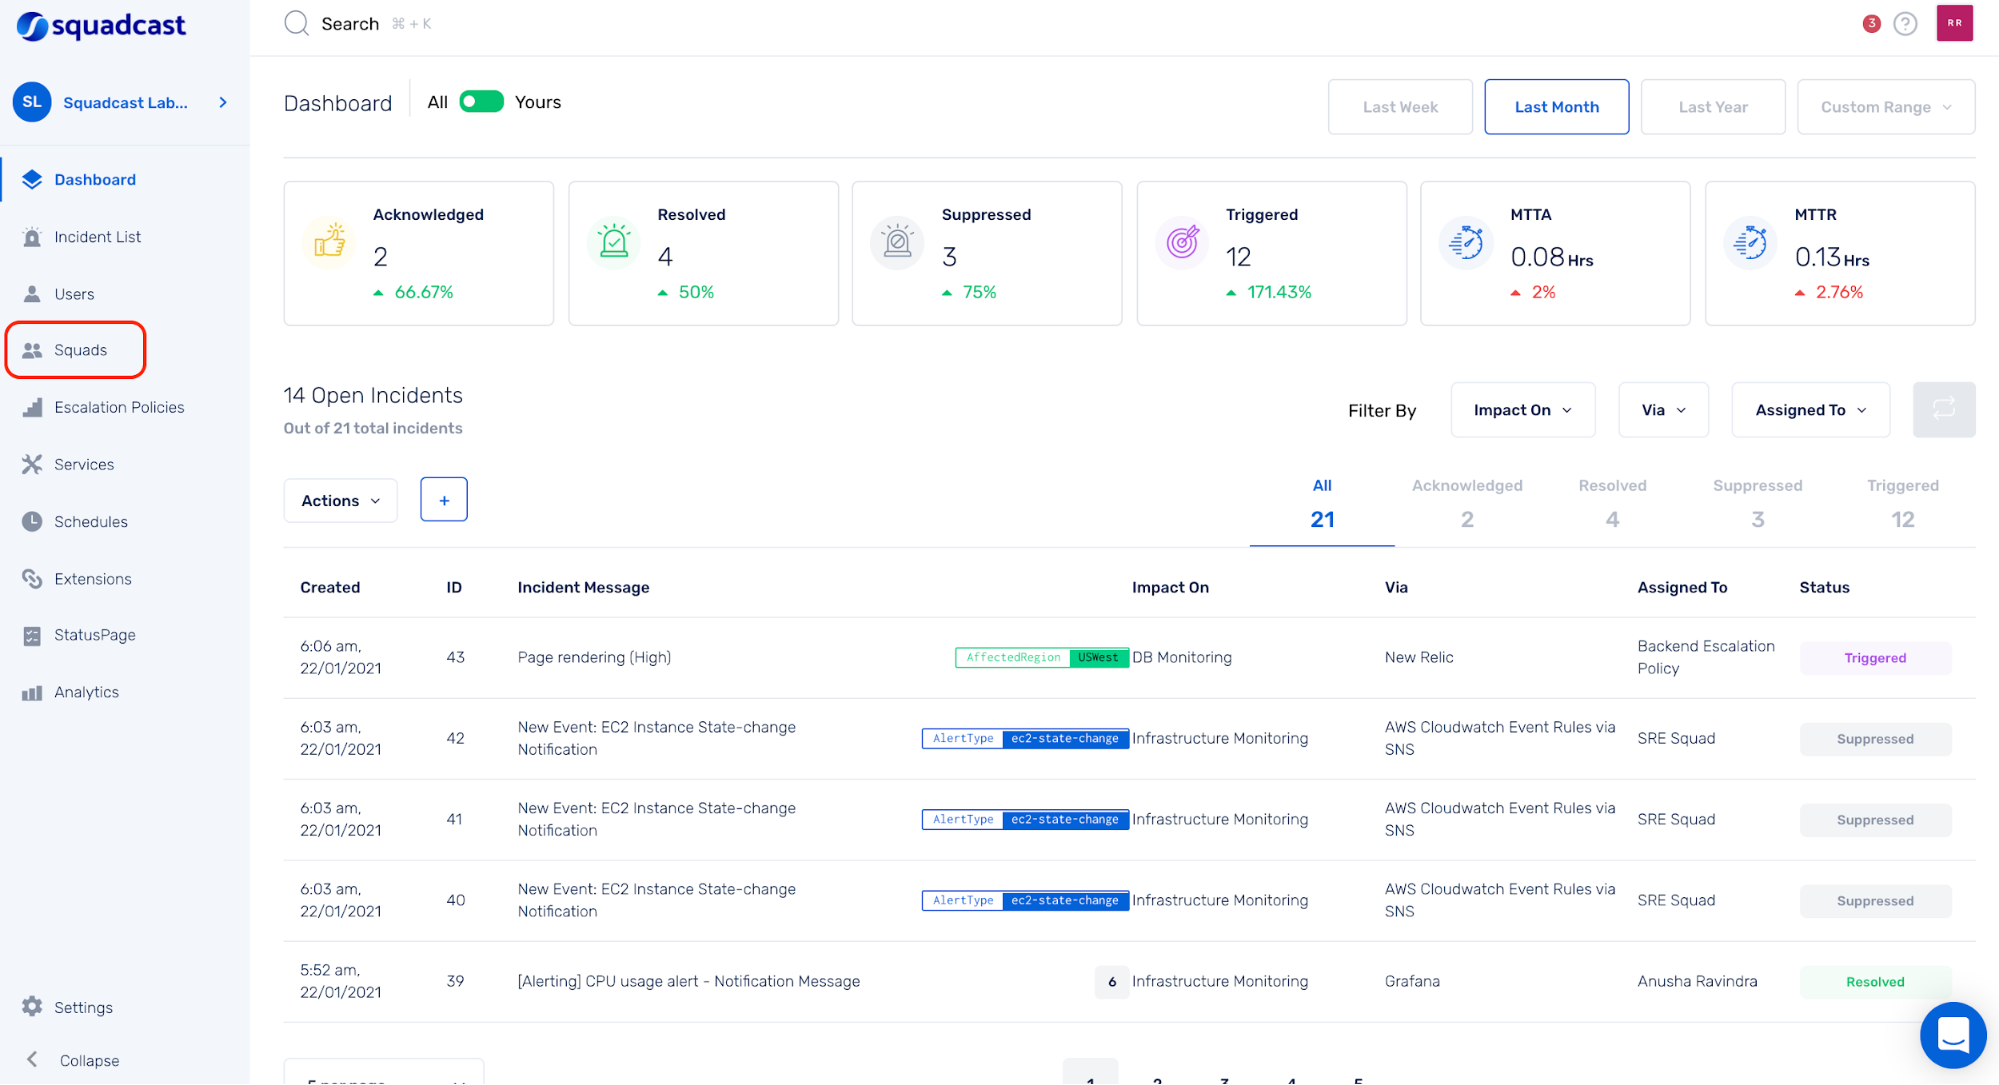 squadcast
Search ⌘ + K
3
?
RR
SL
Squadcast Lab...
Dashboard
Incident List
Users
Squads
Escalation Policies
Services
Schedules
Extensions
StatusPage
Analytics
Settings
Collapse
Dashboard
All
Yours
Last Week
Last Month
Last Year
Custom Range
Acknowledged
2
66.67%
Resolved
4
50%
Suppressed
3
75%
Triggered
12
171.43%
MTTA
0.08 Hrs
2%
MTTR
0.13 Hrs
2.76%
14 Open Incidents
Out of 21 total incidents
Filter By
Impact On
Via
Assigned To
Actions
+
All
21
Acknowledged
2
Resolved
4
Suppressed
3
Triggered
12
Created ID Incident Message Impact On Via Assigned To Status
6:06 am,
22/01/2021
43
Page rendering (High)
AffectedRegion USWest
DB Monitoring
New Relic
Backend Escalation
Policy
Triggered
6:03 am,
22/01/2021
42
New Event: EC2 Instance State-change
Notification
AlertType ec2-state-change
Infrastructure Monitoring
AWS Cloudwatch Event Rules via
SNS
SRE Squad
Suppressed
6:03 am,
22/01/2021
41
New Event: EC2 Instance State-change
Notification
AlertType ec2-state-change
Infrastructure Monitoring
AWS Cloudwatch Event Rules via
SNS
SRE Squad
Suppressed
6:03 am,
22/01/2021
40
New Event: EC2 Instance State-change
Notification
AlertType ec2-state-change
Infrastructure Monitoring
AWS Cloudwatch Event Rules via
SNS
SRE Squad
Suppressed
5:52 am,
22/01/2021
39
[Alerting] CPU usage alert - Notification Message
6
Infrastructure Monitoring
Grafana
Anusha Ravindra
Resolved
5 per page
1 2 3 4 5